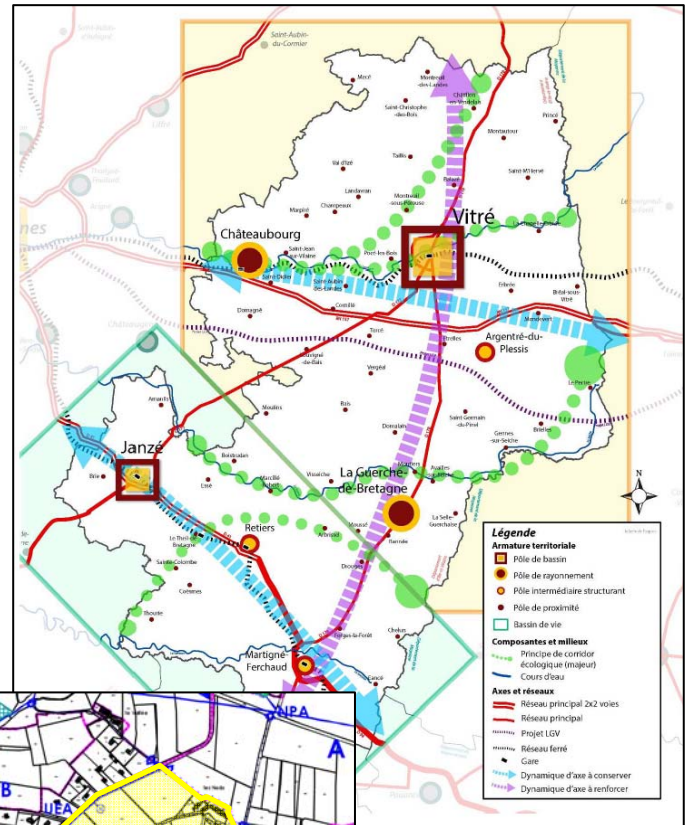 Saint-Aubin-
du-Cormier
Mecé
Montreuil-
des-Landes
Châtillon
en-Vendelais
Saint-Christophe
-des-Bois
Princé
Montautour
Val d'Izé
Taillis
Saint-M'Hervé
Landavran
Balazé
Montreuil
-sous-Pérouse
Marpiré
Champeaux
Vitré
La Chapelle-Erbrée
Châteaubourg
Saint-Jean
-sur-Vilaine
Pocé-les-Bois
Saint-Didier
Saint-Aubin
-des-Landes
Erbrée
Bréal-sous-
Vitré
Cornillé
Mondevert
Domagné
Torcé
Etrelles
Argentré-du-
Plessis
Louvigné
-de-Bais
Vergéal
Le Pertre
Amanlis
Moulins
Bais
Domalain
Saint Germain
-du-Pinel
Brielles
Gennes
-sur-Seiche
Janzé
Boistrudan
Visseiche
Moutiers
Availles
-sur-Seiche
Brie
Essé
Marcillé
-Robert
La Guerche-
de-Bretagne
La Selle-
Guerchaise
Retiers
Le Theil-de-
Bretagne
Arbrissel
Moussé
Rannée
Sainte-Colombe
Drouges
Coësmes
Thourie
Forges-la-Forêt
Chelun
Martigné-
Ferchaud
Eancé
N
Légende
Armature territoriale
Pôle de bassin
Pôle de rayonnement
Pôle intermédiaire structurant
Pôle de proximité
Bassin de vie
Composantes et milieux
Principe de corridor
écologique (majeur)
Cours d'eau
Axes et réseaux
Réseau principal 2x2 voies
Réseau principal
Projet LGV
Réseau ferré
Gare
Dynamique d'axe à conserver
Dynamique d'axe à renforcer
NPA
A
B
UEA